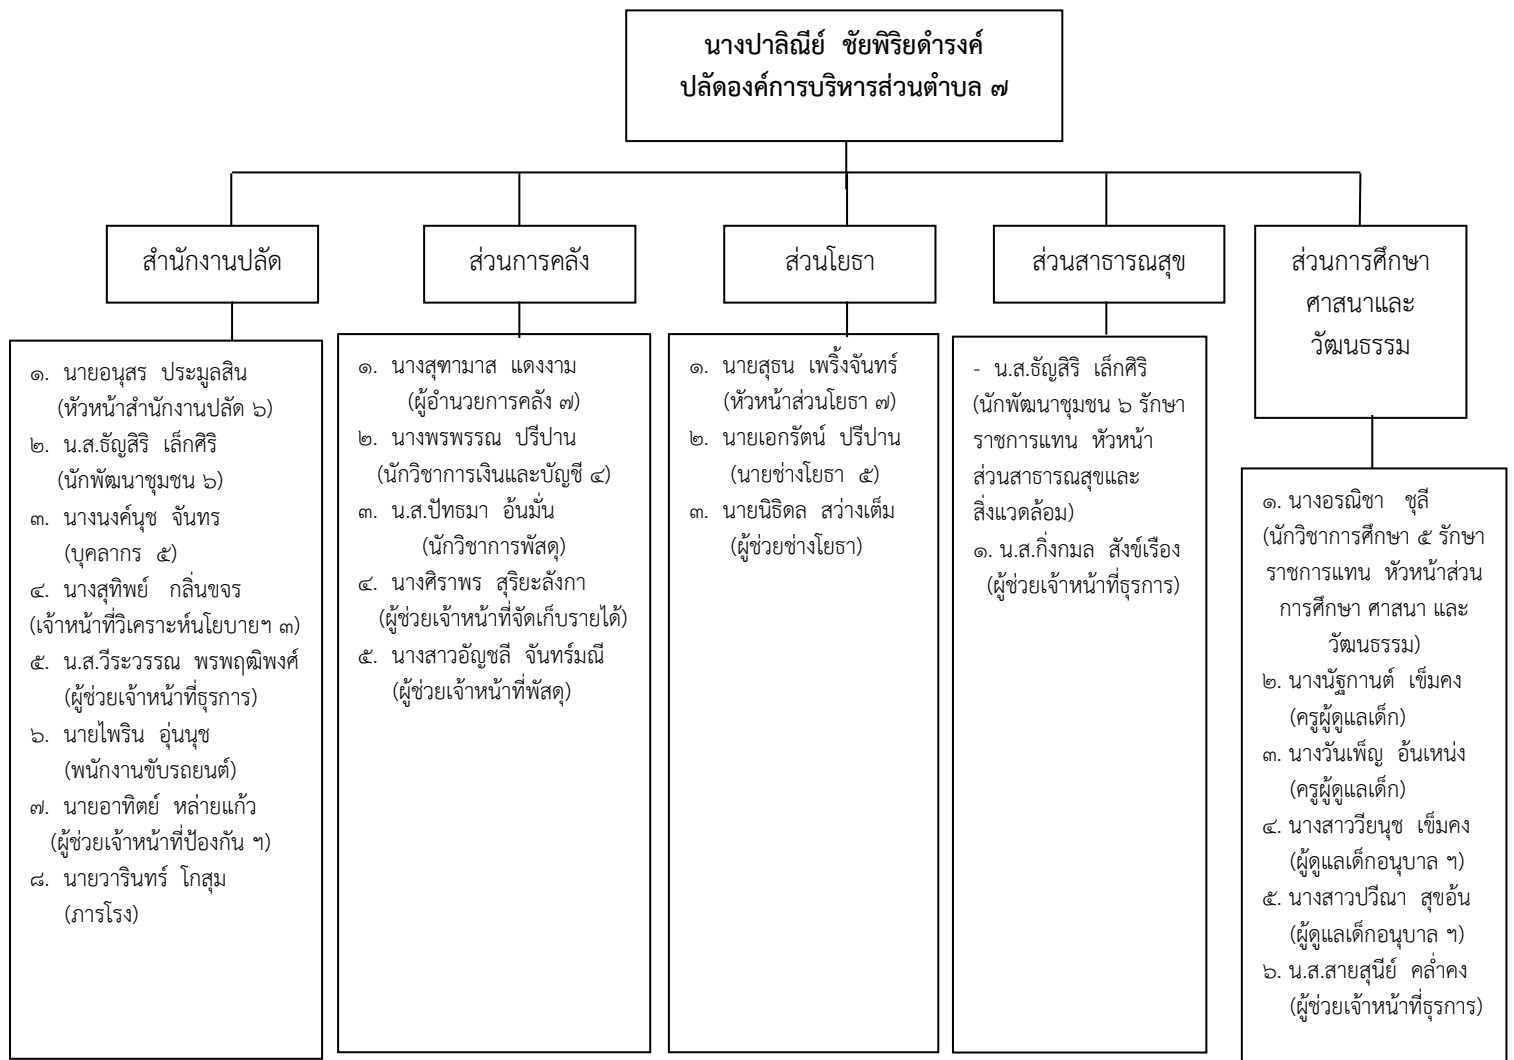 นางปาลิณีย์ ชัยพิริยดำรงค์
ปลัดองค์การบริหารส่วนตำบล ๗
สำนักงานปลัด
๑. นายอนุสร ประมูลสิน
(หัวหน้าสำนักงานปลัด ๖)
๒. น.ส.ธัญสิริ เล็กศิริ
(นักพัฒนาชุมชน ๖)
๓. นางนงค์นุช จันทร
(บุคลากร ๕)
๔. นางสุทิพย์ กลิ่นขจร
(เจ้าหน้าที่วิเคราะห์นโยบายฯ ๓)
๕. น.ส.วีระวรรณ พรพฤฒิพงศ์
(ผู้ช่วยเจ้าหน้าที่ธุรการ)
๖. นายไพริน อุ่นนุช
(พนักงานขับรถยนต์)
๗. นายอาทิตย์ หล่ายแก้ว
(ผู้ช่วยเจ้าหน้าที่ป้องกัน ฯ)
๘. นายวารินทร์ โกสุม
(ภารโรง)
ส่วนการคลัง
๑. นางสุฑามาส แดงงาม
(ผู้อำนวยการคลัง ๗)
๒. นางพรพรรณ ปรีปาน
(นักวิชาการเงินและบัญชี ๔)
๓. น.ส.ปัทธมา อ้นมั่น
(นักวิชาการพัสดุ)
๔. นางศิราพร สุริยะลังกา
(ผู้ช่วยเจ้าหน้าที่จัดเก็บรายได้)
๕. นางสาวอัญชลี จันทร์มณี
(ผู้ช่วยเจ้าหน้าที่พัสดุ)
ส่วนโยธา
๑. นายสุธน เพริ้งจันทร์
(หัวหน้าส่วนโยธา ๗)
๒. นายเอกรัตน์ ปรีปาน
(นายช่างโยธา ๕)
๓. นายนิธิดล สว่างเต็ม
(ผู้ช่วยช่างโยธา)
ส่วนสาธารณสุข
- น.ส.ธัญสิริ เล็กศิริ
(นักพัฒนาชุมชน ๖ รักษา
ราชการแทน หัวหน้า
ส่วนสาธารณสุขและ
สิ่งแวดล้อม)
๑. น.ส.กิ่งกมล สังข์เรือง
(ผู้ช่วยเจ้าหน้าที่ธุรการ)
ส่วนการศึกษา
ศาสนาและ
วัฒนธรรม
๑. นางอรณิชา ชุลี
(นักวิชาการศึกษา ๕ รักษา
ราชการแทน หัวหน้าส่วน
การศึกษา ศาสนา และ
วัฒนธรรม)
๒. นางนัฐกานต์ เข็มคง
(ครูผู้ดูแลเด็ก)
๓. นางวันเพ็ญ อ้นเหน่ง
(ครูผู้ดูแลเด็ก)
๔. นางสาววียนุช เข็มคง
(ผู้ดูแลเด็กอนุบาล ฯ)
๕. นางสาวปวีณา สุขอ้น
(ผู้ดูแลเด็กอนุบาล ฯ)
๖. น.ส.สายสุนีย์ คล่ำคง
(ผู้ช่วยเจ้าหน้าที่ธุรการ)